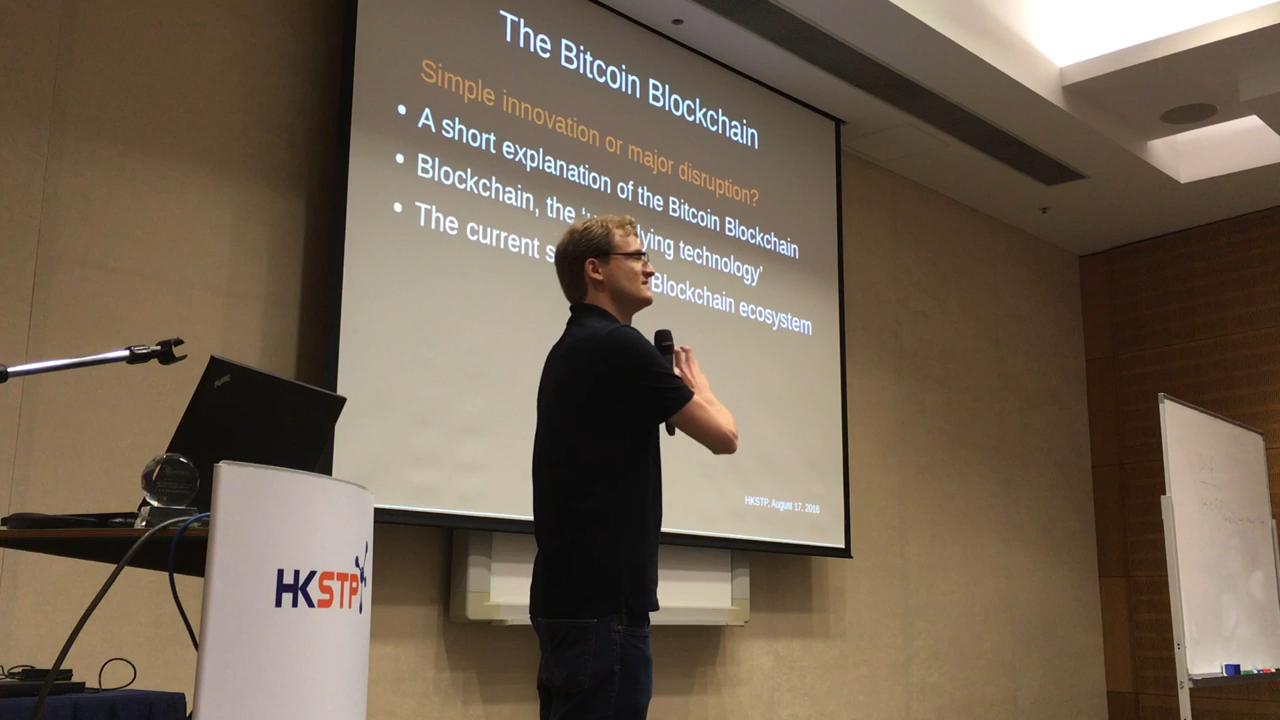 The Bitcoin Blockchain
Simple innovation or major disruption?
• A short explanation of the Bitcoin Blockchain
• Blockchain, the lying technology'
• The current Blockchain ecosystem
HKSTP, August 17, 2016
HKSTP